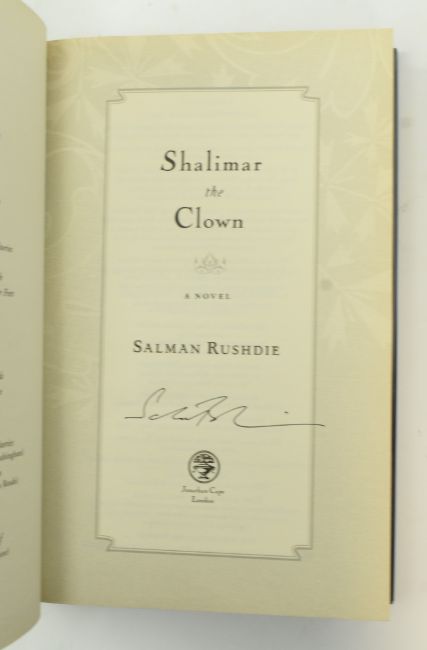 Shalimar
the
Clown
A NOVEL
SALMAN RUSHDIE
Jonathan Cape
London